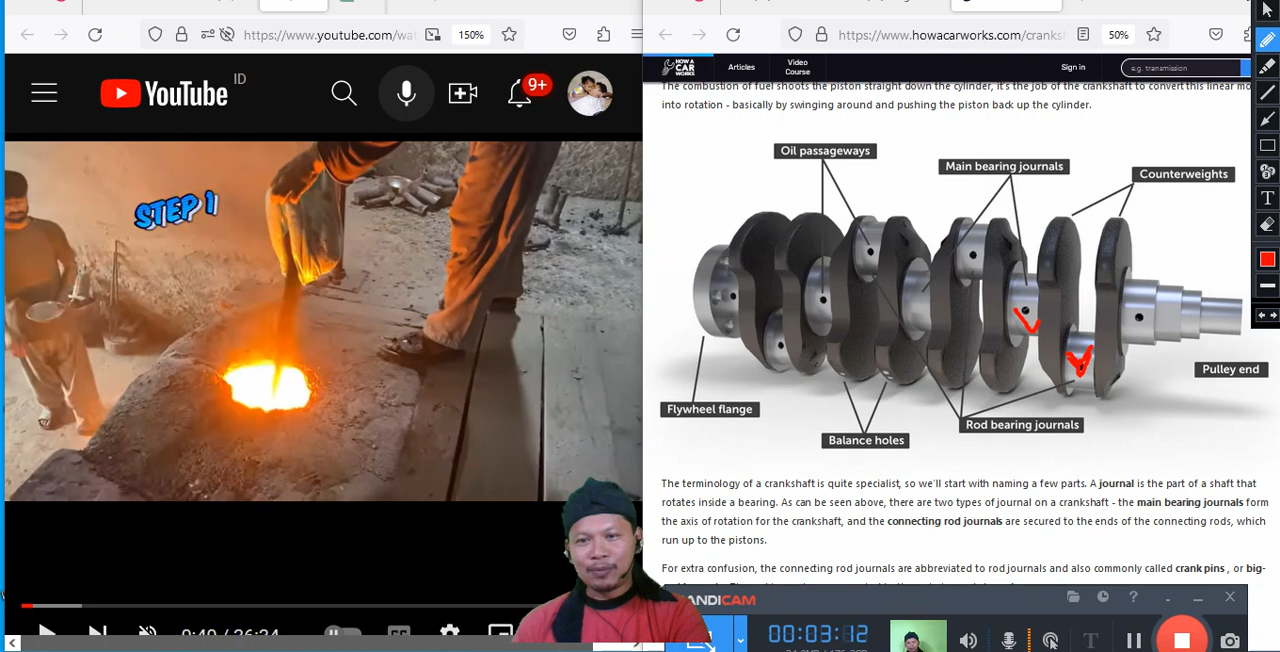 https://www.youtube.com/wat
150%
YouTube ID
9+
STEP 1
https://www.howacarworks.com/cranksh
50%
HOW A CAR WORKS
Articles
Video Course
Sign in
e.g. transmission
The combustion of fuel shoots the piston straight down the cylinder, it's the job of the crankshaft to convert this linear mo
into rotation - basically by swinging around and pushing the piston back up the cylinder.
Oil passageways
Main bearing journals
Counterweights
Flywheel flange
Balance holes
Rod bearing journals
Pulley end
The terminology of a crankshaft is quite specialist, so we'll start with naming a few parts. A journal is the part of a shaft that
rotates inside a bearing. As can be seen above, there are two types of journal on a crankshaft - the main bearing journals form
the axis of rotation for the crankshaft, and the connecting rod journals are secured to the ends of the connecting rods, which
run up to the pistons.
For extra confusion, the connecting rod journals are abbreviated to rod journals and also commonly called crank pins , or big-
ANDICAM
00:03:12
T
T